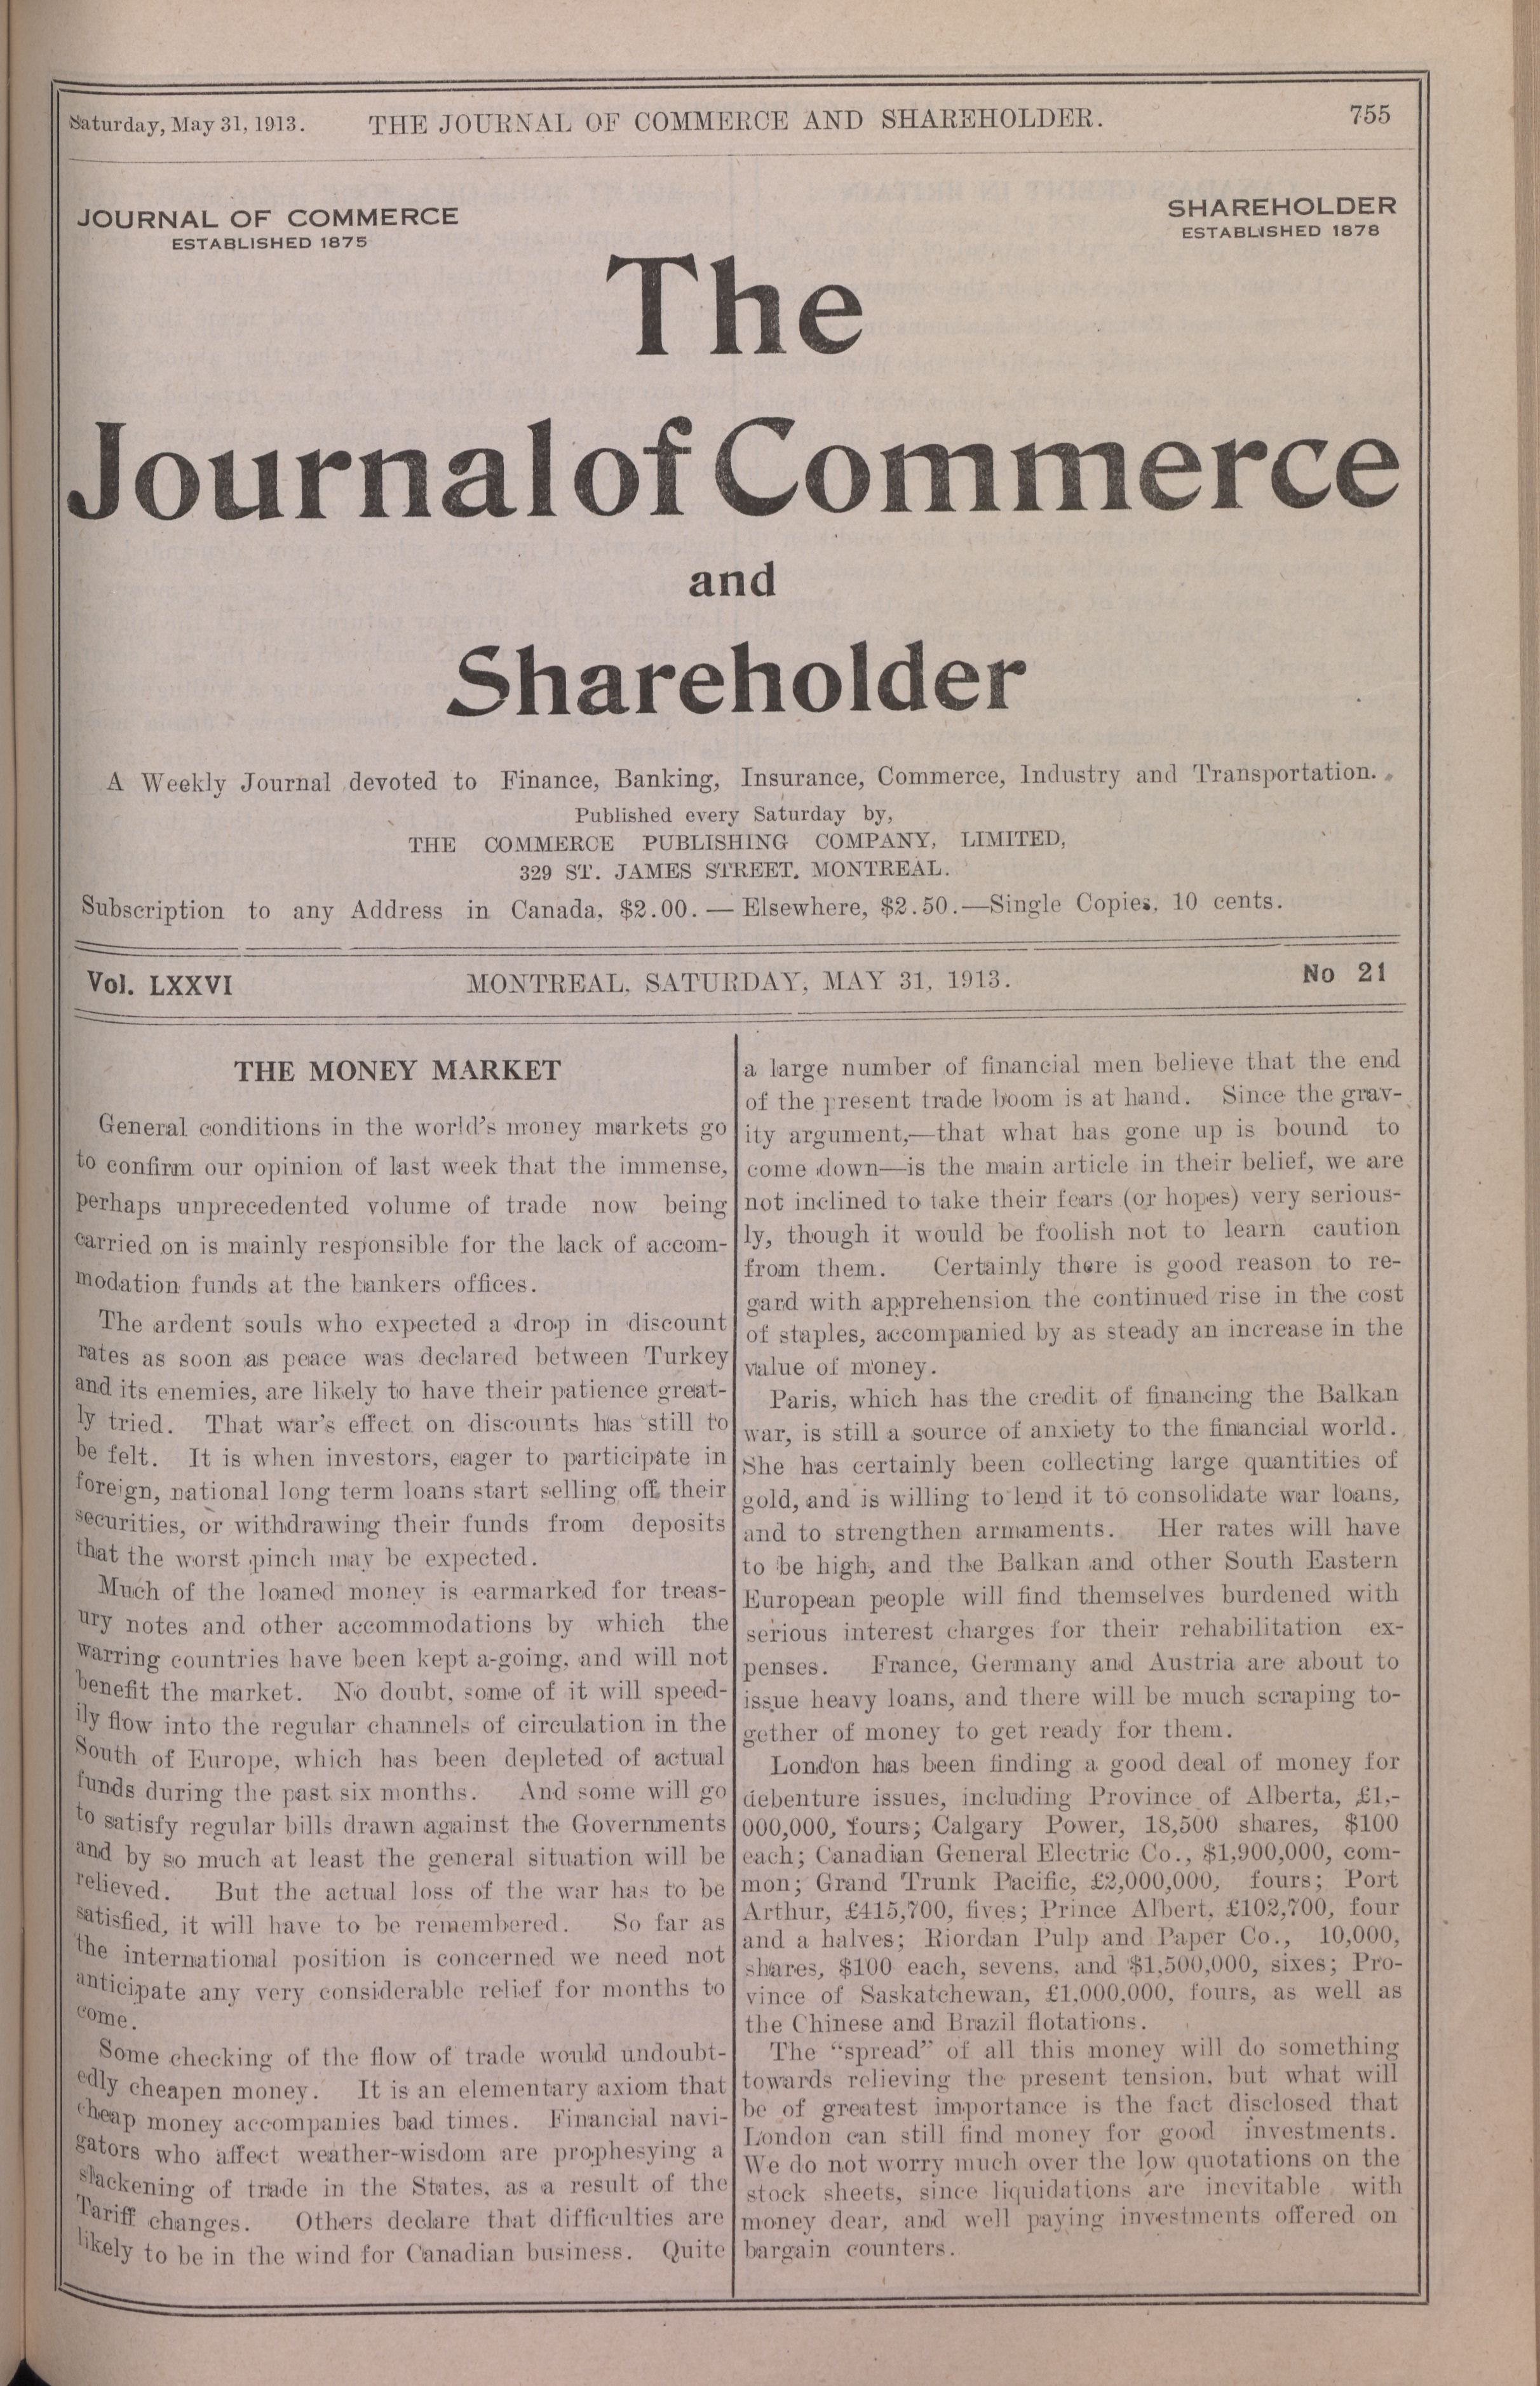 Saturday, May 31, 1913. THE JOURNAL OF COMMERCE AND SHAREHOLDER. 755
JOURNAL OF COMMERCE
ESTABLISHED 1875
SHAREHOLDER
ESTABLISHED 1878
The
Journal of Commerce
and
Shareholder
A Weekly Journal devoted to Finance, Banking, Insurance, Commerce, Industry and Transportation.
Published every Saturday by,
THE COMMERCE PUBLISHING COMPANY, LIMITED,
329 ST. JAMES STREET, MONTREAL.
Subscription to any Address in Canada, $2.00. — Elsewhere, $2.50.—Single Copies, 10 cents.
Vol. LXXVI MONTREAL, SATURDAY, MAY 31, 1913. No 21
THE MONEY MARKET
General conditions in the world's money markets go
to confirm our opinion of last week that the immense,
perhaps unprecedented volume of trade now being
carried on is mainly responsible for the lack of accom-
modation funds at the bankers offices.
The ardent souls who expected a drop in discount
rates as soon as peace was declared between Turkey
and its enemies, are likely to have their patience great-
ly tried. That war's effect on discounts has still to
be felt. It is when investors, eager to participate in
foreign, national long term loans start selling off their
securities, or withdrawing their funds from deposits
that the worst pinch may be expected.
Much of the loaned money is earmarked for treas-
ury notes and other accommodations by which the
warring countries have been kept a-going, and will not
benefit the market. No doubt, some of it will speed-
ily flow into the regular channels of circulation in the
South of Europe, which has been depleted of actual
funds during the past six months. And some will go
to satisfy regular bills drawn against the Governments
and by so much at least the general situation will be
relieved. But the actual loss of the war has to be
satisfied, it will have to be remembered. So far as
the international position is concerned we need not
anticipate any very considerable relief for months to
come.
Some checking of the flow of trade would undoubt-
edly cheapen money. It is an elementary axiom that
cheap money accompanies bad times. Financial navi-
gators who affect weather-wisdom are prophesying a
slackening of trade in the States, as a result of the
Tariff changes. Others declare that difficulties are
likely to be in the wind for Canadian business. Quite
a large number of financial men believe that the end
of the present trade boom is at hand. Since the grav-
ity argument,—that what has gone up is bound to
come down—is the main article in their belief, we are
not inclined to take their fears (or hopes) very serious-
ly, though it would be foolish not to learn caution
from them. Certainly there is good reason to re-
gard with apprehension the continued rise in the cost
of staples, accompanied by as steady an increase in the
value of money.
Paris, which has the credit of financing the Balkan
war, is still a source of anxiety to the financial world.
She has certainly been collecting large quantities of
gold, and is willing to lend it to consolidate war loans,
and to strengthen armaments. Her rates will have
to be high, and the Balkan and other South Eastern
European people will find themselves burdened with
serious interest charges for their rehabilitation ex-
penses. France, Germany and Austria are about to
issue heavy loans, and there will be much scraping to-
gether of money to get ready for them.
London has been finding a good deal of money for
debenture issues, including Province of Alberta, £1,-
000,000, fours; Calgary Power, 18,500 shares, $100
each; Canadian General Electric Co., $1,900,000, com-
mon; Grand Trunk Pacific, £2,000,000, fours; Port
Arthur, £415,700, fives; Prince Albert, £102,700, four
and a halves; Riordan Pulp and Paper Co., 10,000,
shares, $100 each, sevens, and $1,500,000, sixes; Pro-
vince of Saskatchewan, £1,000,000, fours, as well as
the Chinese and Brazil flotations.
The "spread" of all this money will do something
towards relieving the present tension, but what will
be of greatest importance is the fact disclosed that
London can still find money for good investments.
We do not worry much over the low quotations on the
stock sheets, since liquidations are inevitable with
money dear, and well paying investments offered on
bargain counters.